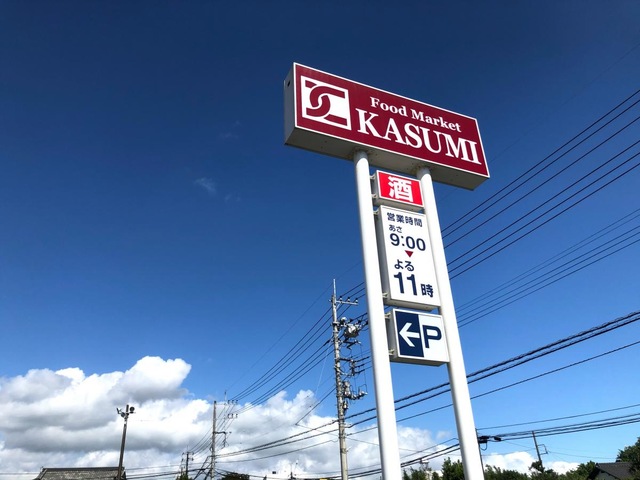 Food Market
KASUMI
酒
営業時間
あさ
9:00
▼
よる
11時
←P